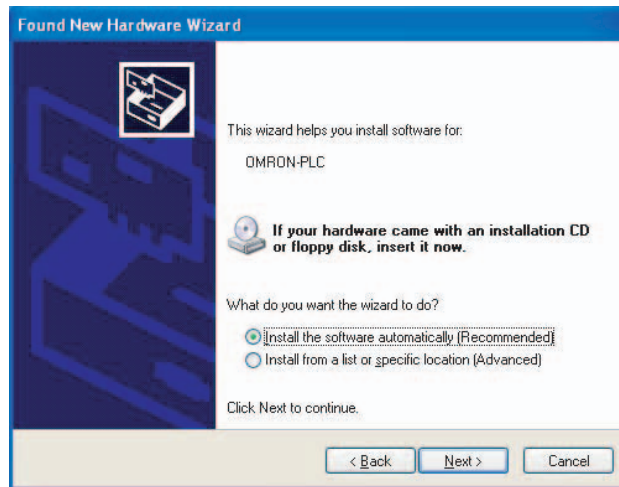 Found New Hardware Wizard
This wizard helps you install software for:
OMRON-PLC
If your hardware came with an installation CD
or floppy disk, insert it now.
What do you want the wizard to do?
Install the software automatically (Recommended)
Install from a list or specific location (Advanced)
Click Next to continue.
< Back Next > Cancel